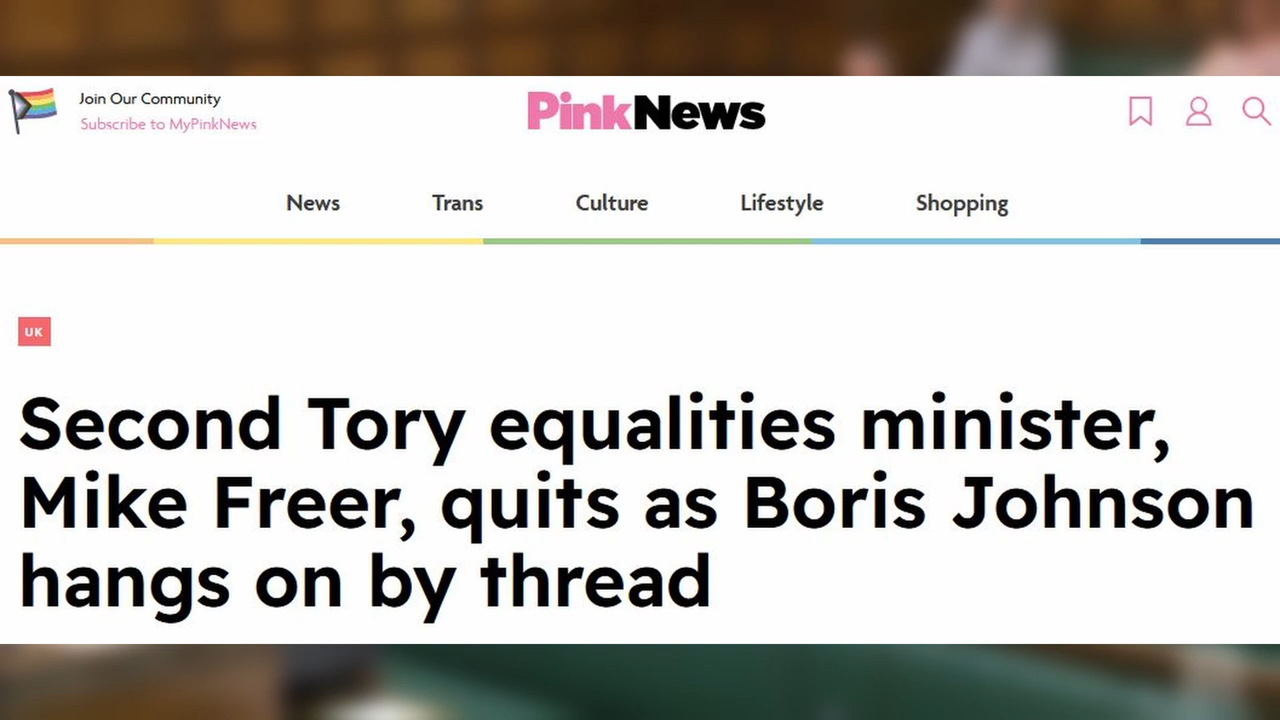 Join Our Community
Subscribe to MyPinkNews
PinkNews
News
Trans
Culture
Lifestyle
Shopping
UK
Second Tory equalities minister,
Mike Freer, quits as Boris Johnson
hangs on by thread